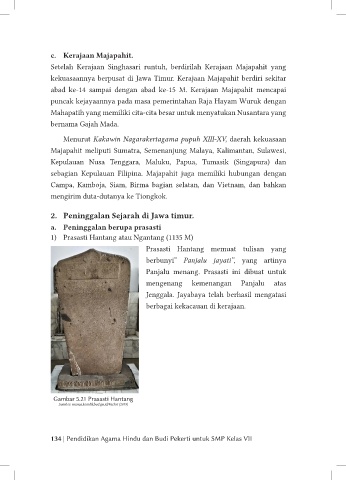 c. Kerajaan Majapahit.
Setelah Kerajaan Singhasari runtuh, berdirilah Kerajaan Majapahit yang
kekuasaannya berpusat di Jawa Timur. Kerajaan Majapahit berdiri sekitar
abad ke-14 sampai dengan abad ke-15 M. Kerajaan Majapahit mencapai
puncak kejayaannya pada masa pemerintahan Raja Hayam Wuruk dengan
Mahapatih yang memiliki cita-cita besar untuk menyatukan Nusantara yang
bernama Gajah Mada.
Menurut Kakawin Nagarakertagama pupuh XIII-XV, daerah kekuasaan
Majapahit meliputi Sumatra, Semenanjung Malaya, Kalimantan, Sulawesi,
Kepulauan Nusa Tenggara, Maluku, Papua, Tumasik (Singapura) dan
sebagian Kepulauan Filipina. Majapahit juga memiliki hubungan dengan
Campa, Kamboja, Siam, Birma bagian selatan, dan Vietnam, dan bahkan
mengirim duta-dutanya ke Tiongkok.
2. Peninggalan Sejarah di Jawa timur.
a. Peninggalan berupa prasasti
1) Prasasti Hantang atau Ngantang (1135 M)
Prasasti Hantang memuat tulisan yang
berbunyi" Panjalu jayati", yang artinya
Panjalu menang. Prasasti ini dibuat untuk
mengenang kemenangan Panjalu atas
Jenggala. Jayabaya telah berhasil mengatasi
berbagai kekacauan di kerajaan.
Gambar 5.21 Prasasti Hantang
134 | Pendidikan Agama Hindu dan Budi Pekerti untuk SMP Kelas VII